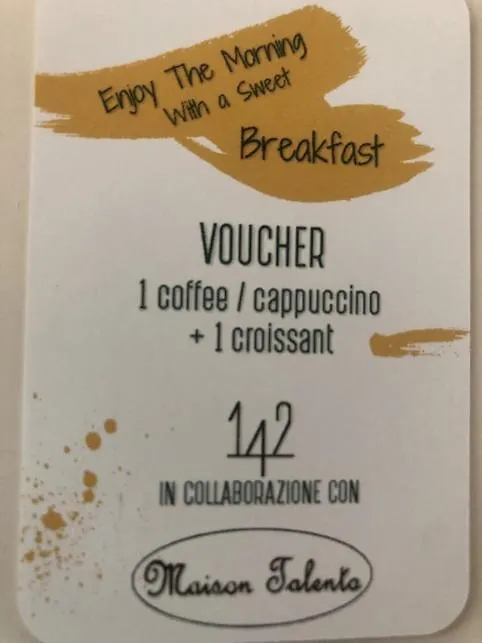 Enjoy The Morning
With a Sweet
Breakfast
VOUCHER
1 coffee / cappuccino
+ 1 croissant
142
IN COLLABORAZIONE CON
Maison Talento